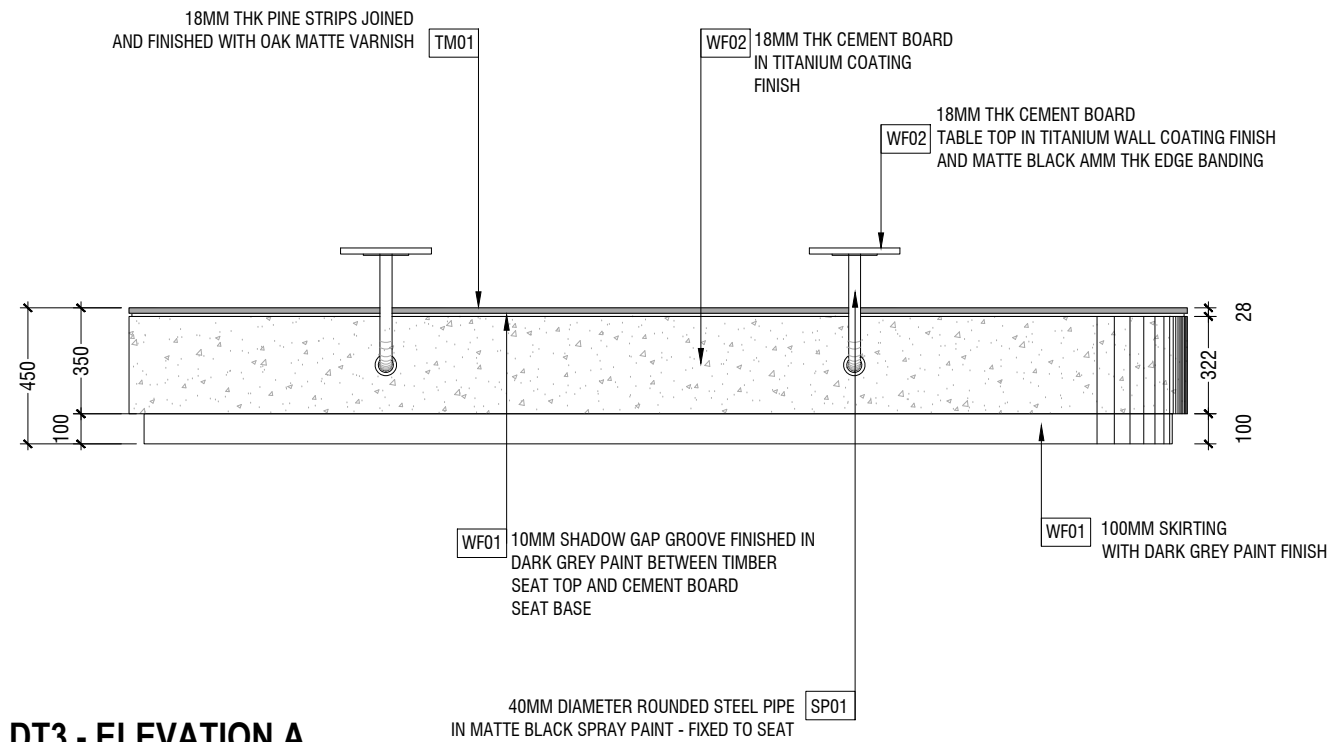 18MM THK PINE STRIPS JOINED
AND FINISHED WITH OAK MATTE VARNISH
TM01
WF02
18MM THK CEMENT BOARD
IN TITANIUM COATING
FINISH
WF02
18MM THK CEMENT BOARD
TABLE TOP IN TITANIUM WALL COATING FINISH
AND MATTE BLACK AMM THK EDGE BANDING
450
350
100
28
322
100
WF01
10MM SHADOW GAP GROOVE FINISHED IN
DARK GREY PAINT BETWEEN TIMBER
SEAT TOP AND CEMENT BOARD
SEAT BASE
WF01
100MM SKIRTING
WITH DARK GREY PAINT FINISH
40MM DIAMETER ROUNDED STEEL PIPE
IN MATTE BLACK SPRAY PAINT - FIXED TO SEAT
SP01
DT3 - ELEVATION A